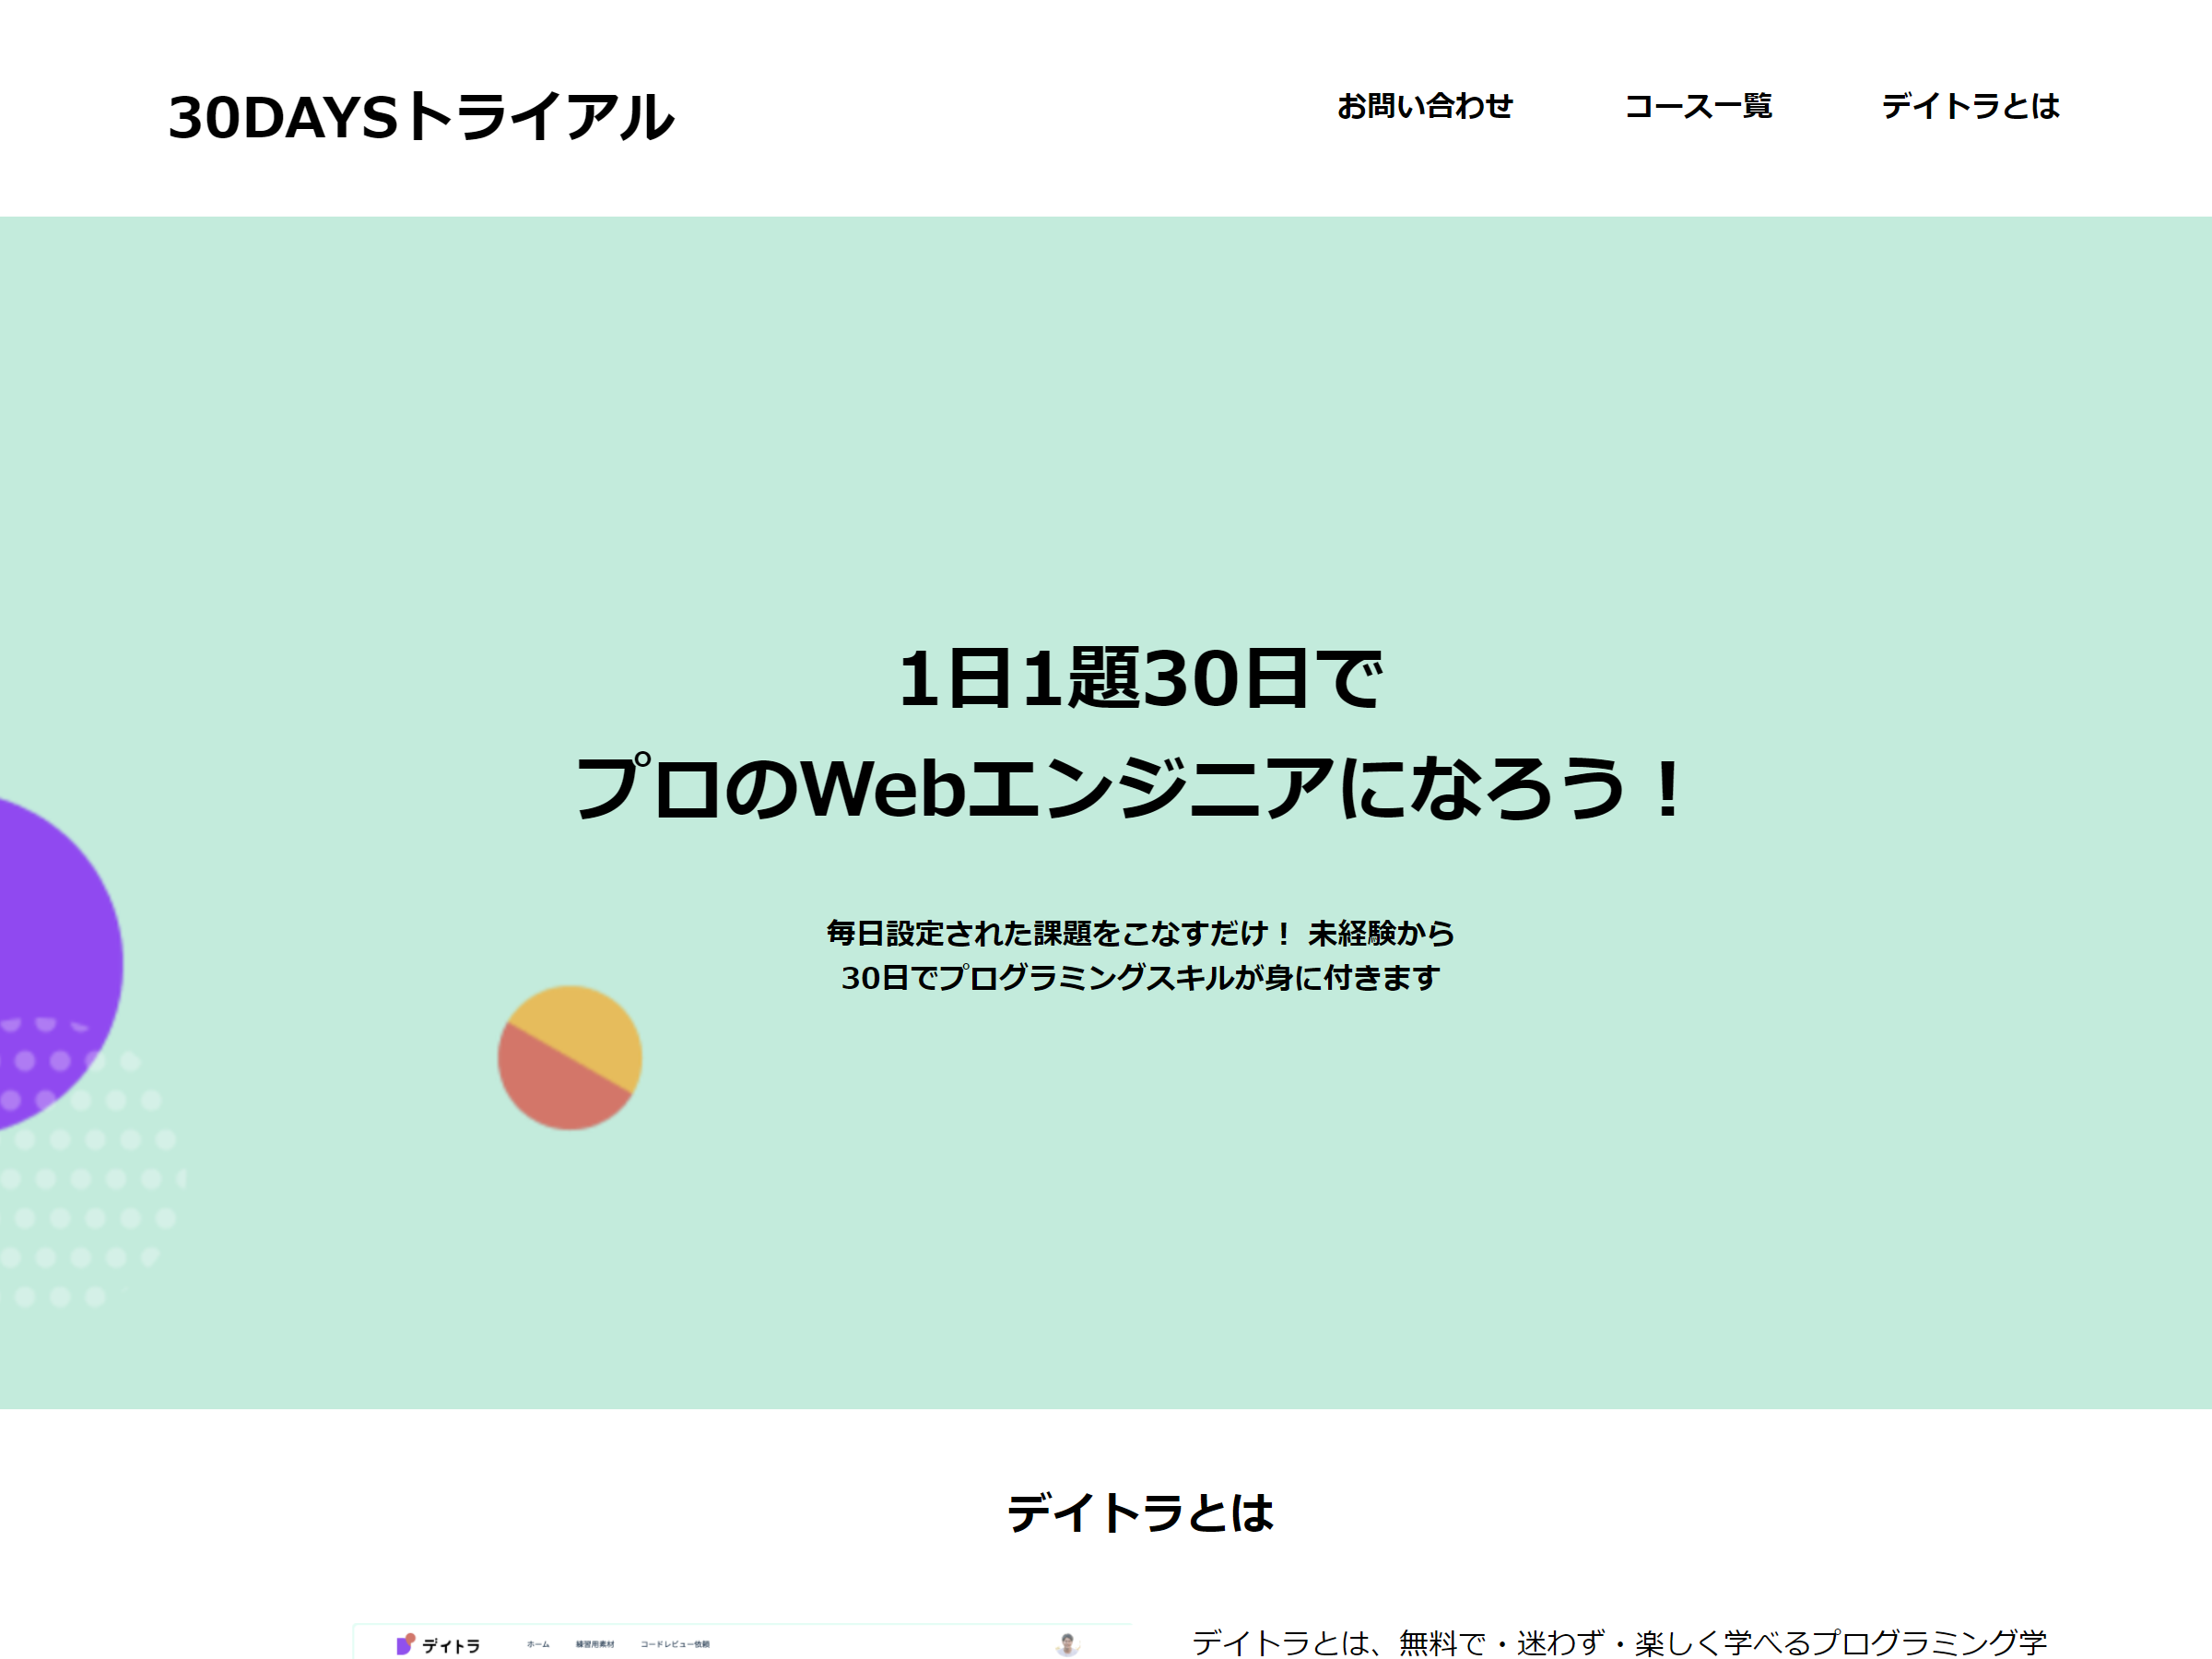 30DAYSトライアル
お問い合わせ コース一覧 デイトラとは
1日1題30日で
プロのWebエンジニアになろう！
毎日設定された課題をこなすだけ！ 未経験から
30日でプログラミングスキルが身に付きます
デイトラとは
デイトラ ホーム 練習用素材 コードレビュー依頼
デイトラとは、無料で・迷わず・楽しく学べるプログラミング学